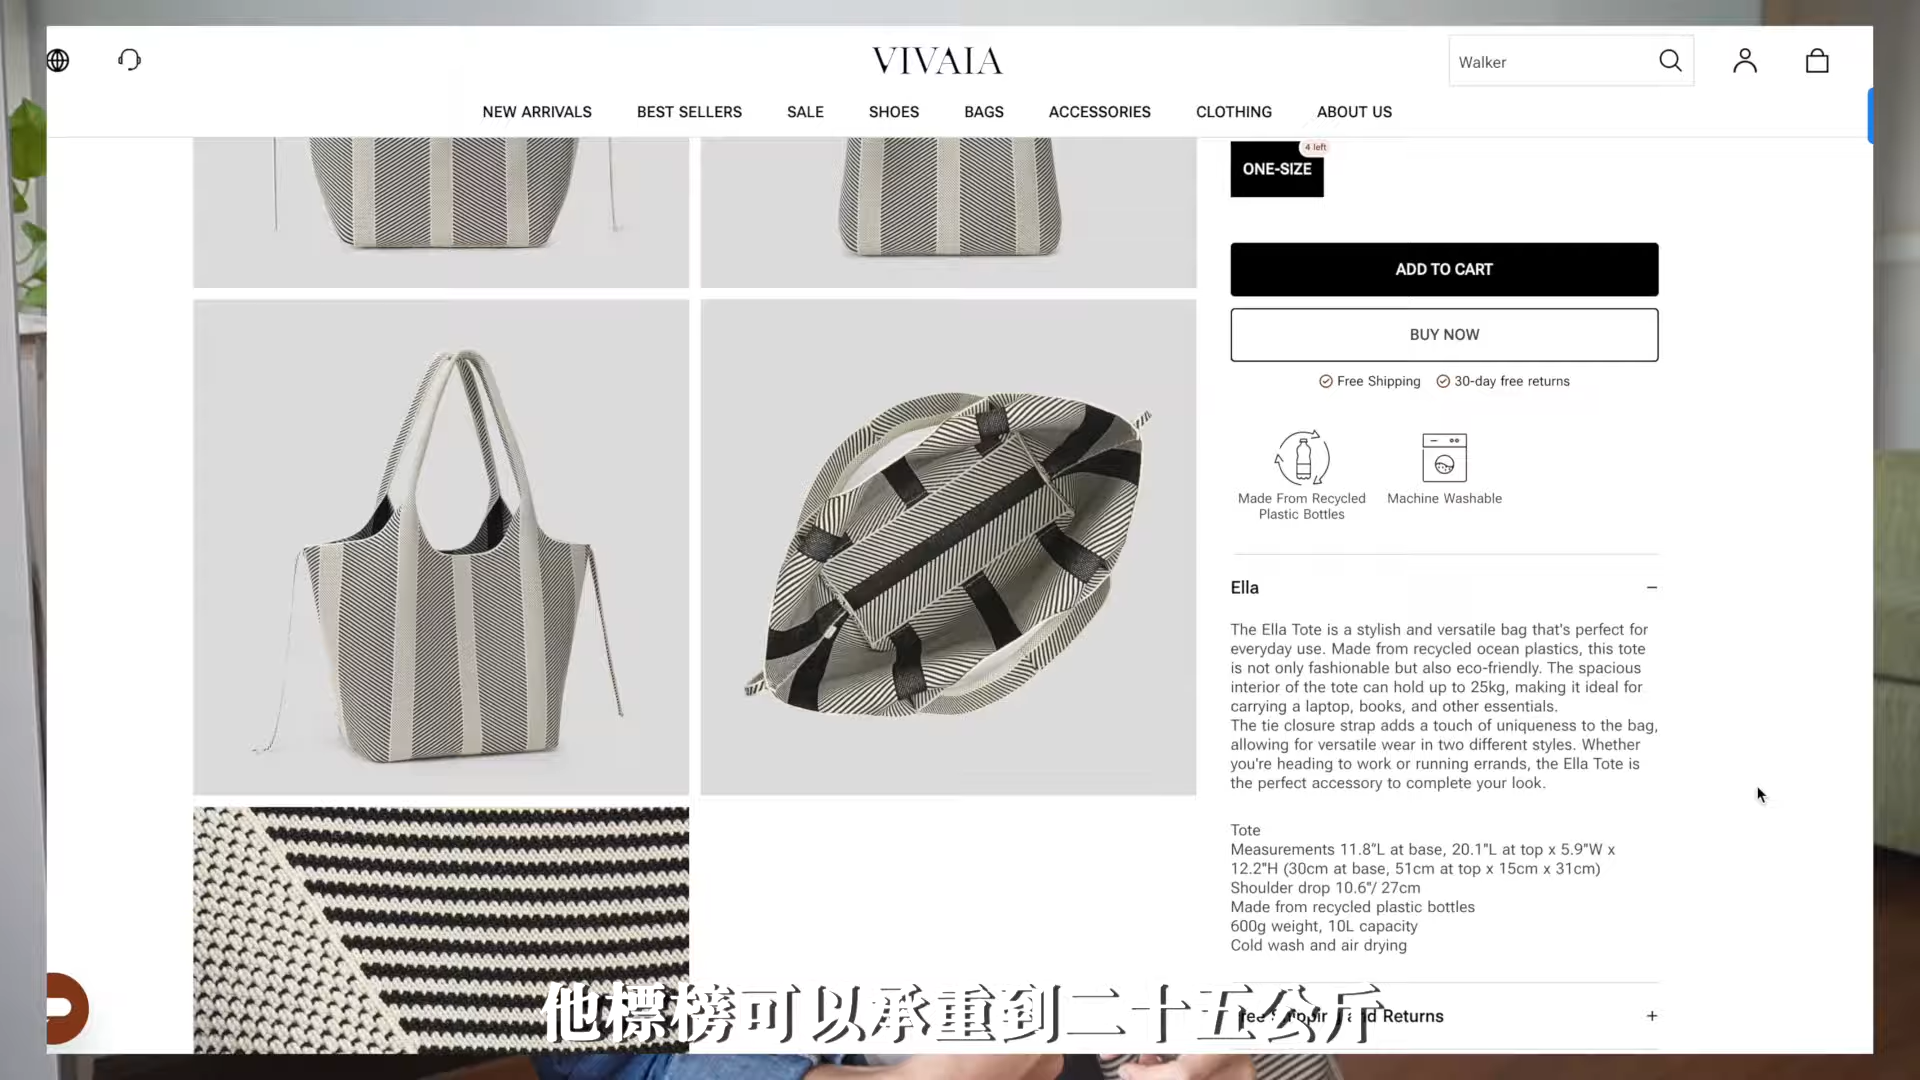 VIVAIA
Walker
NEW ARRIVALS
BEST SELLERS
SALE
SHOES
BAGS
ACCESSORIES
CLOTHING
ABOUT US
4 left
ONE-SIZE
ADD TO CART
BUY NOW
Free Shipping
30-day free returns
Made From Recycled
Plastic Bottles
Machine Washable
Ella
The Ella Tote is a stylish and versatile bag that's perfect for
everyday use. Made from recycled ocean plastics, this tote
is not only fashionable but also eco-friendly. The spacious
interior of the tote can hold up to 25kg, making it ideal for
carrying a laptop, books, and other essentials.
The tie closure strap adds a touch of uniqueness to the bag,
allowing for versatile wear in two different styles. Whether
you're heading to work or running errands, the Ella Tote is
the perfect accessory to complete your look.
Tote
Measurements 11.8"L at base, 20.1"L at top x 5.9"W x
12.2"H (30cm at base, 51cm at top x 15cm x 31cm)
Shoulder drop 10.6"/ 27cm
Made from recycled plastic bottles
600g weight, 10L capacity
Cold wash and air drying
and Returns
他標榜可以承重到二十五公斤